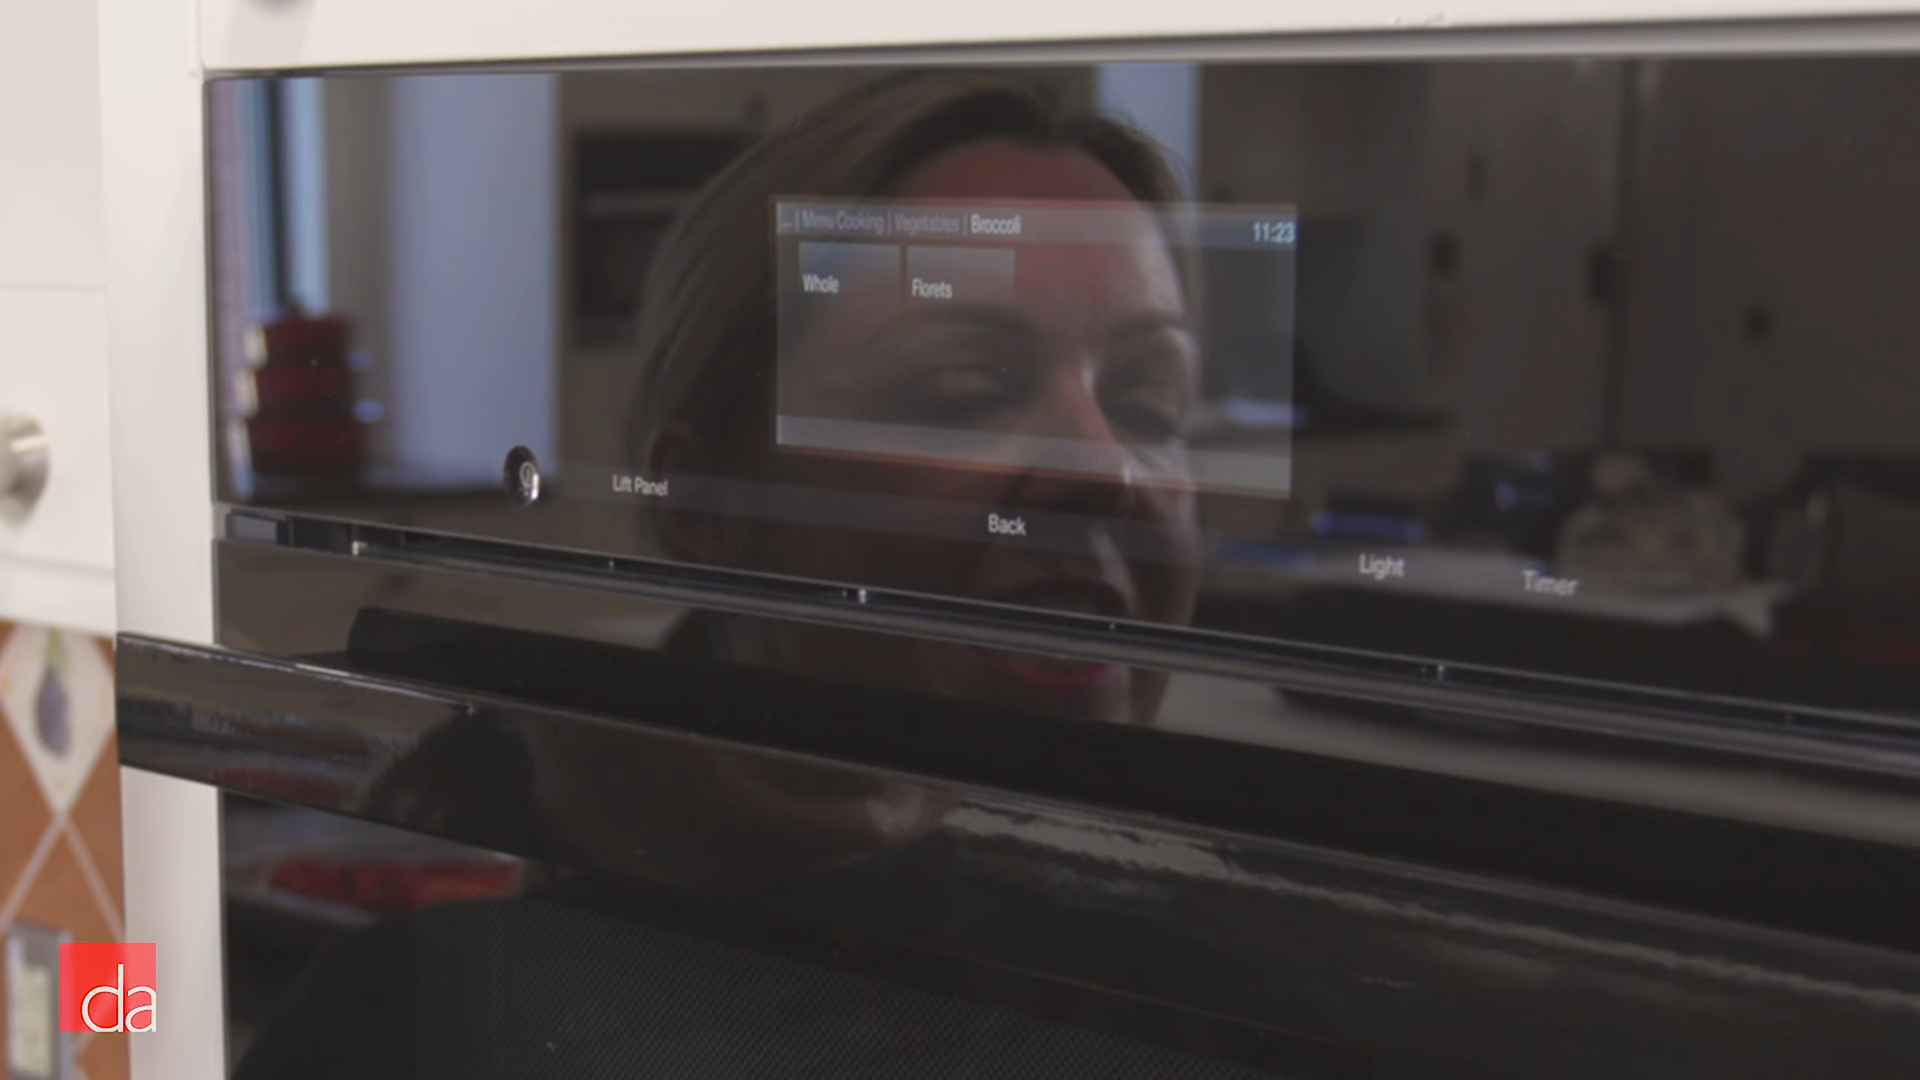 ... | Menu Cooking | Vegetables | Broccoli 11:23
Whole Florets
Lift Panel
Back
Light
Timer
da